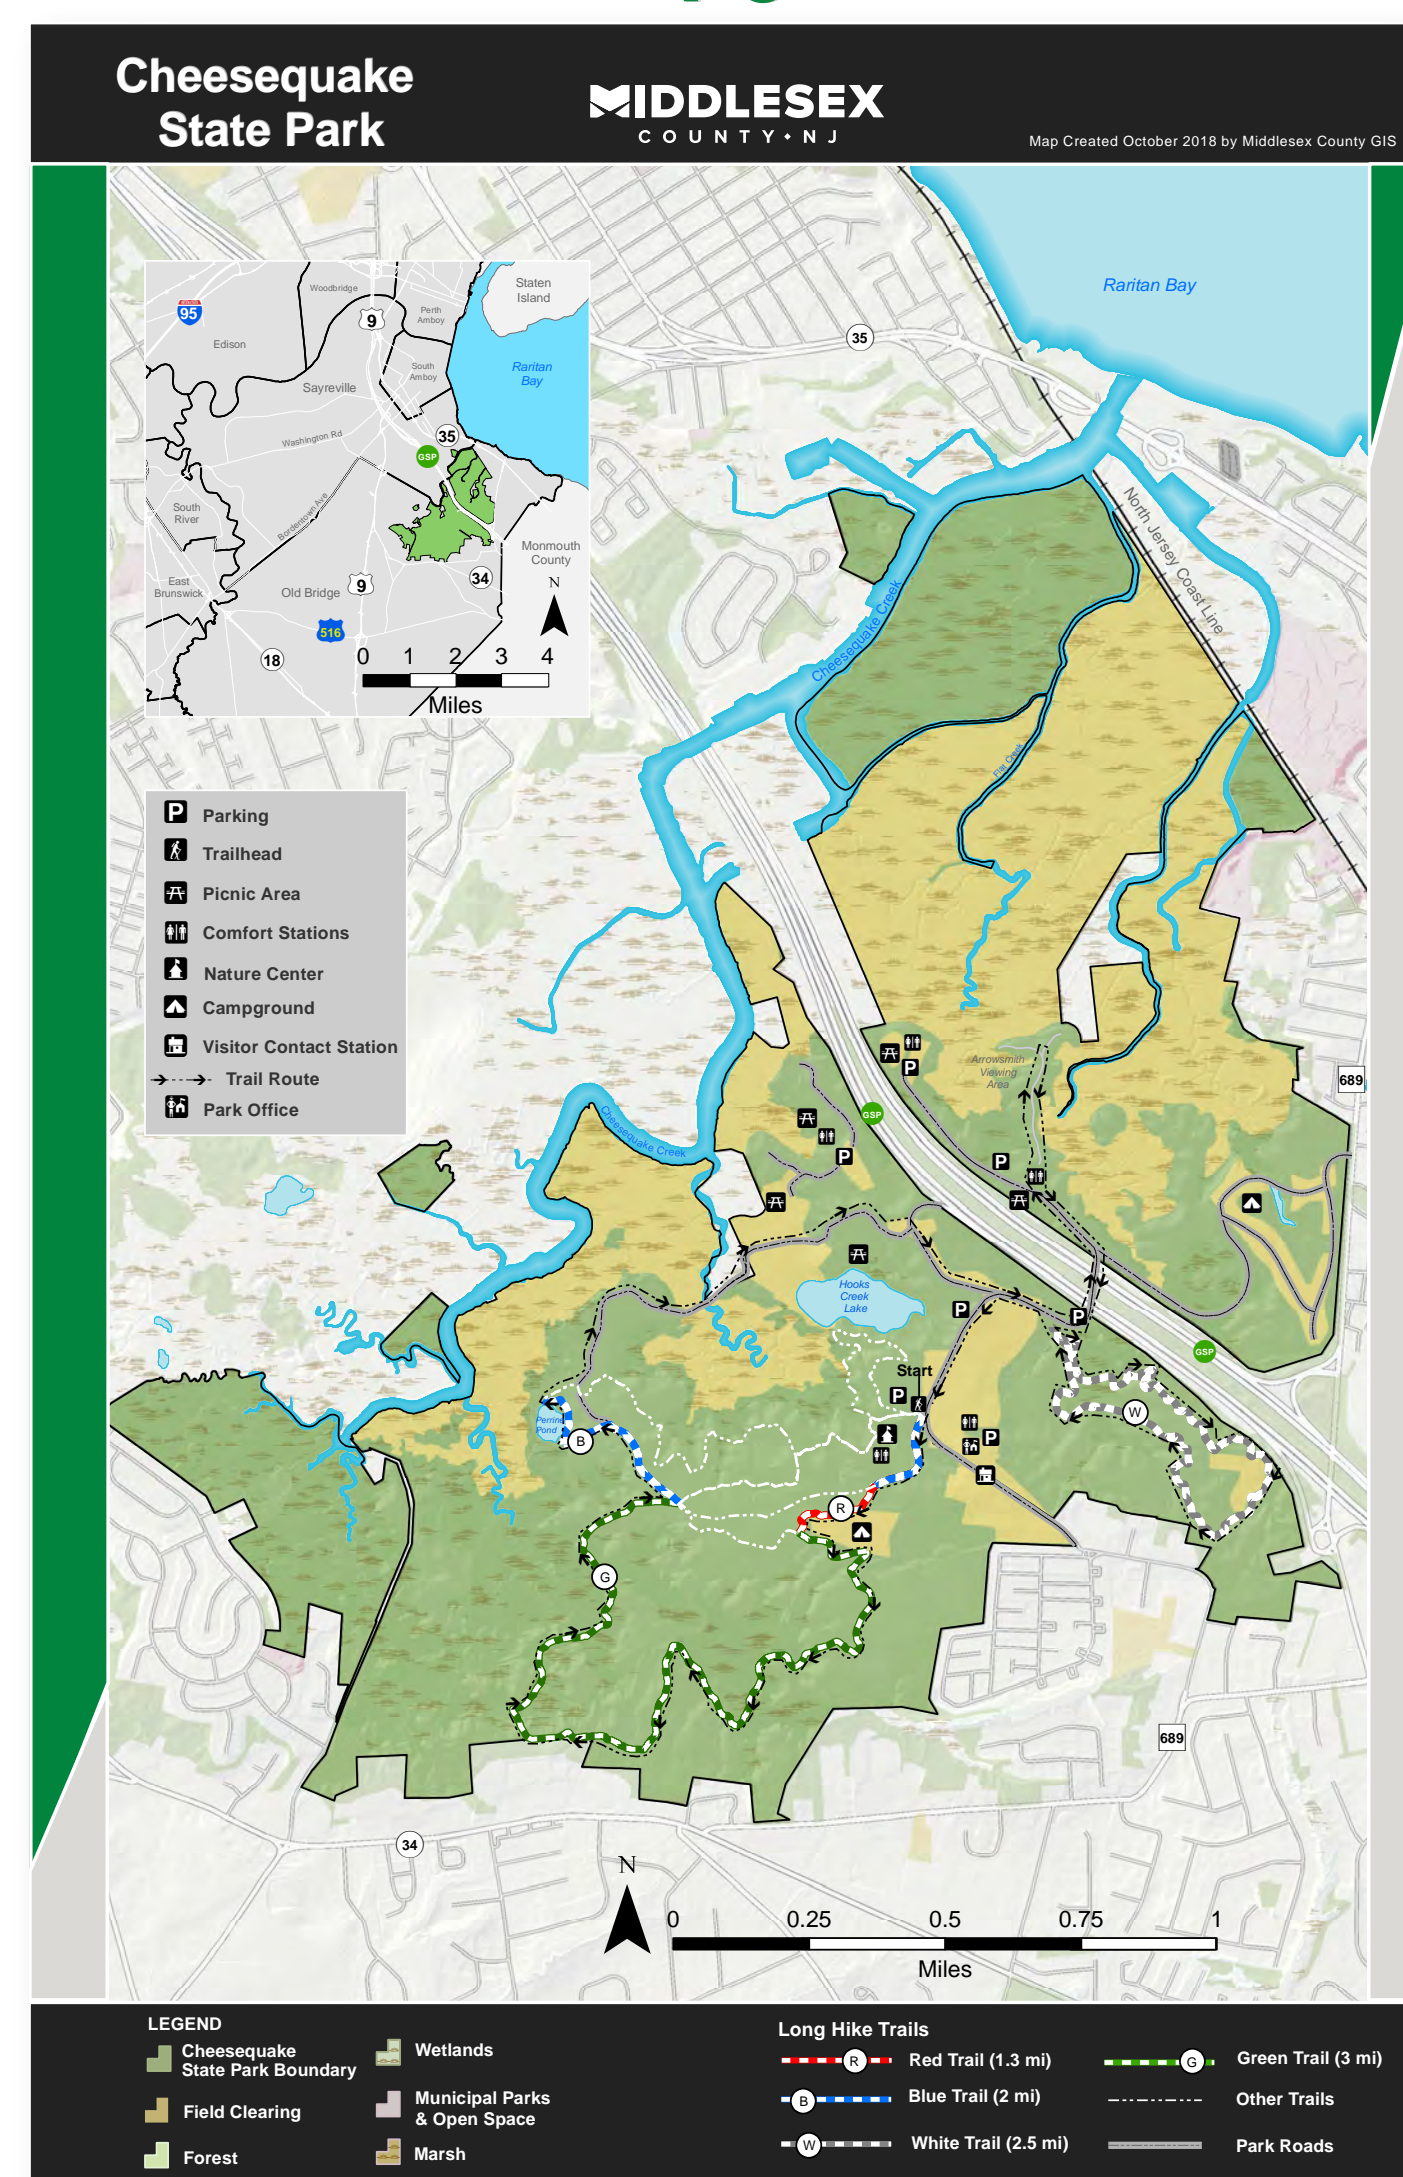 Cheesequake
State Park
MIDDLESEX
COUNTY • NJ
Map Created October 2018 by Middlesex County GIS
Raritan Bay
35
Woodbridge
Staten
Island
95
9
Perth
Amboy
Edison
South
Amboy
Raritan
Bay
Sayreville
Washington Rd
35
GSP
Bordentown Ave
South
River
Monmouth
County
East
Brunswick
Old Bridge
9
34
N
516
18
0 1 2 3 4
Miles
North Jersey Coast Line
Cheesequake Creek
Flat Creek
P Parking
Trailhead
Picnic Area
Comfort Stations
Nature Center
Campground
Visitor Contact Station
Trail Route
Park Office
P
Arrowsmith
Viewing
Area
689
GSP
Cheesequake Creek
P
P
Hooks
Creek
Lake
P
P
GSP
Start
P
Perrine
Pond
B
W
P
R
G
689
34
N
0 0.25 0.5 0.75 1
Miles
LEGEND
Cheesequake
State Park Boundary
Field Clearing
Forest
Wetlands
Municipal Parks
& Open Space
Marsh
Long Hike Trails
R Red Trail (1.3 mi)
B Blue Trail (2 mi)
W White Trail (2.5 mi)
G Green Trail (3 mi)
Other Trails
Park Roads